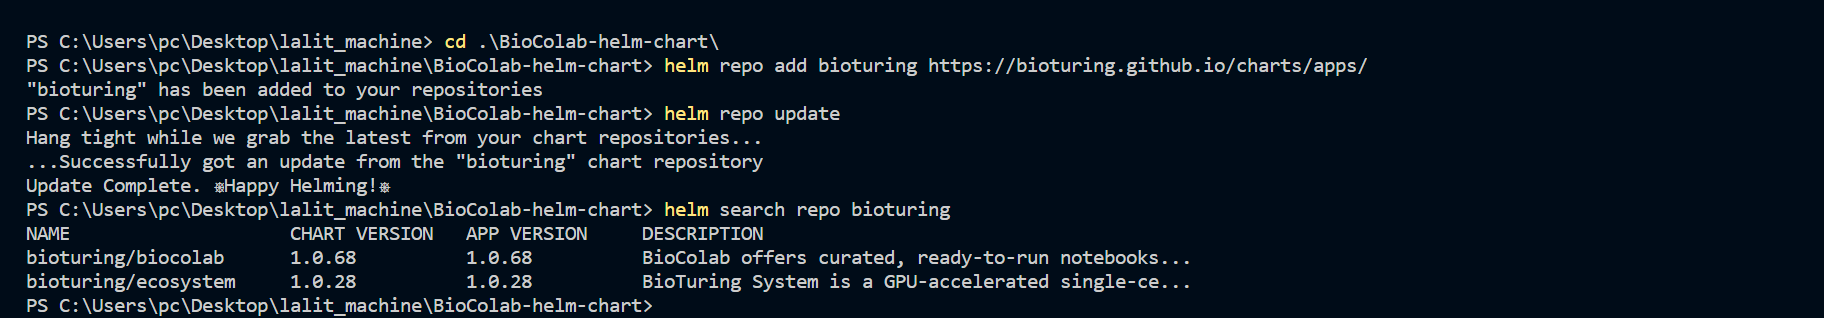 PS C:\Users\pc\Desktop\lalit_machine> cd .\BioColab-helm-chart\
PS C:\Users\pc\Desktop\lalit_machine\BioColab-helm-chart> helm repo add bioturing https://bioturing.github.io/charts/apps/
"bioturing" has been added to your repositories
PS C:\Users\pc\Desktop\lalit_machine\BioColab-helm-chart> helm repo update
Hang tight while we grab the latest from your chart repositories...
...Successfully got an update from the "bioturing" chart repository
Update Complete. ⎈Happy Helming!⎈
PS C:\Users\pc\Desktop\lalit_machine\BioColab-helm-chart> helm search repo bioturing
NAME                    CHART VERSION   APP VERSION     DESCRIPTION
bioturing/biocolab      1.0.68          1.0.68          BioColab offers curated, ready-to-run notebooks...
bioturing/ecosystem     1.0.28          1.0.28          BioTuring System is a GPU-accelerated single-ce...
PS C:\Users\pc\Desktop\lalit_machine\BioColab-helm-chart>